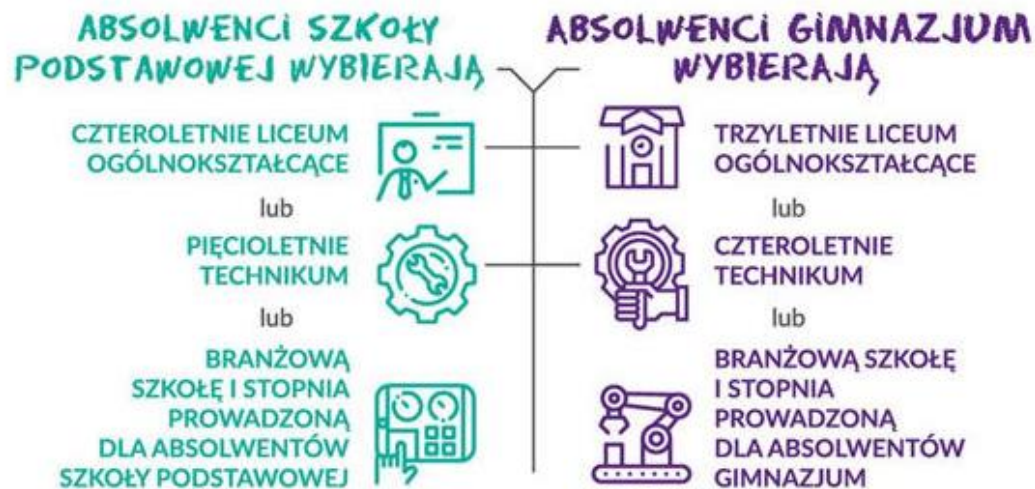 ABSOLWENCI SZKOŁY
PODSTAWOWEJ WYBIERAJĄ
CZTEROLETNIE LICEUM
OGÓLNOKSZTAŁCĄCE
lub
PIĘCIOLETNIE
TECHNIKUM
lub
BRANŻOWĄ
SZKOŁĘ I STOPNIA
PROWADZONĄ
DLA ABSOLWENTÓW
SZKOŁY PODSTAWOWEJ
ABSOLWENCI GIMNAZJUM
WYBIERAJĄ
TRZYLETNIE LICEUM
OGÓLNOKSZTAŁCĄCE
lub
CZTEROLETNIE
TECHNIKUM
lub
BRANŻOWĄ SZKOŁĘ
I STOPNIA
PROWADZONĄ
DLA ABSOLWENTÓW
GIMNAZJUM